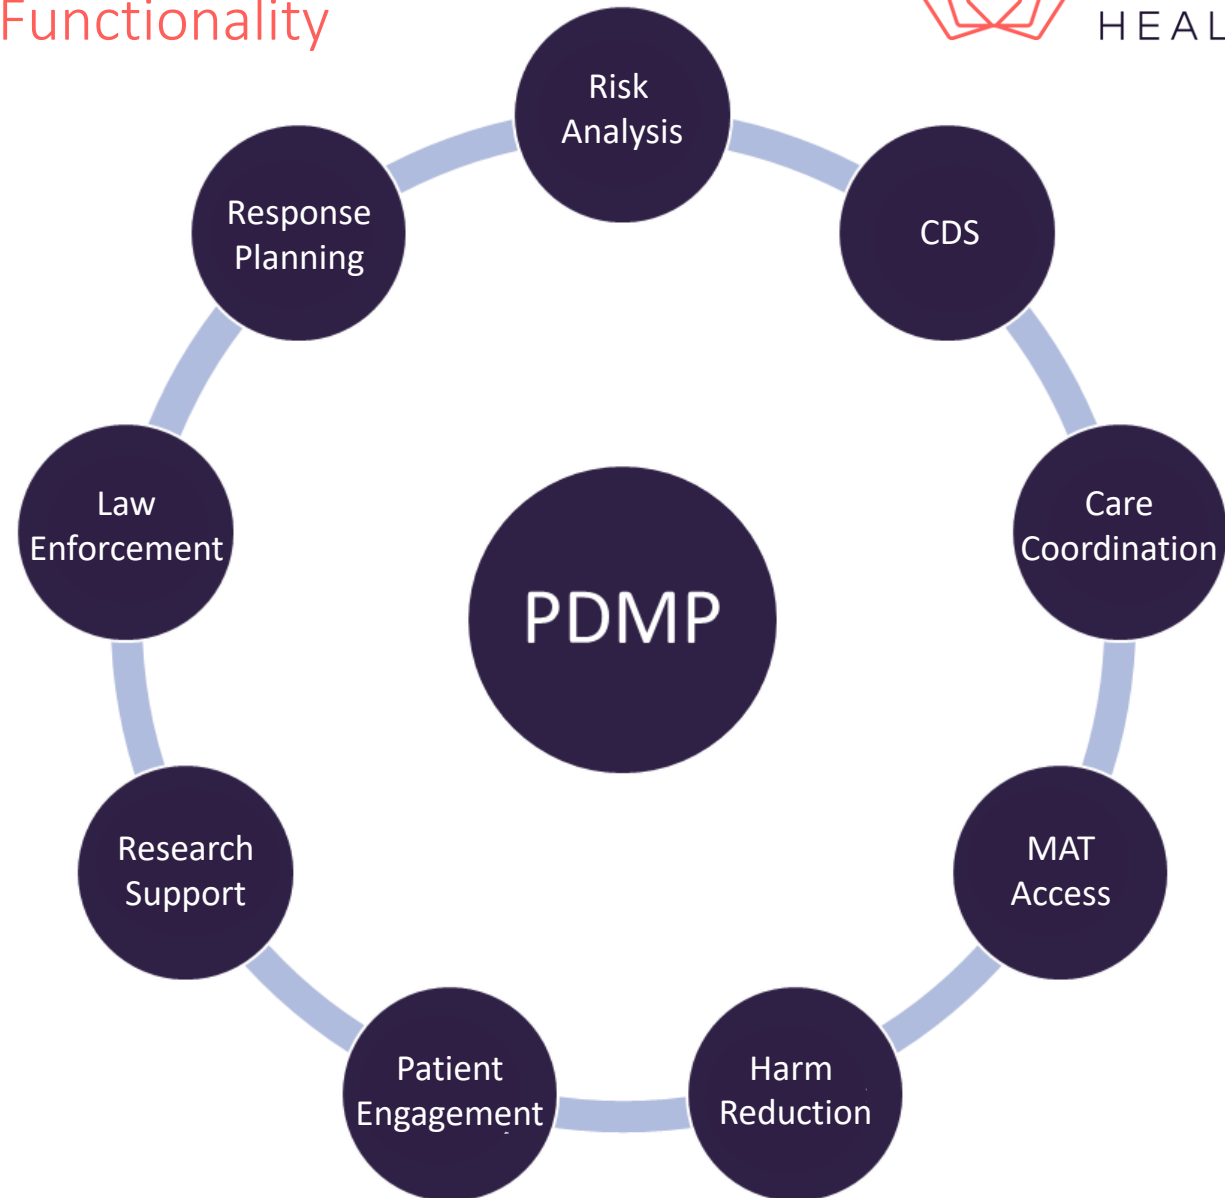 Functionality
HEAL
Risk
Analysis
CDS
Care
Coordination
MAT
Access
Harm
Reduction
Patient
Engagement
Research
Support
Law
Enforcement
Response
Planning
PDMP